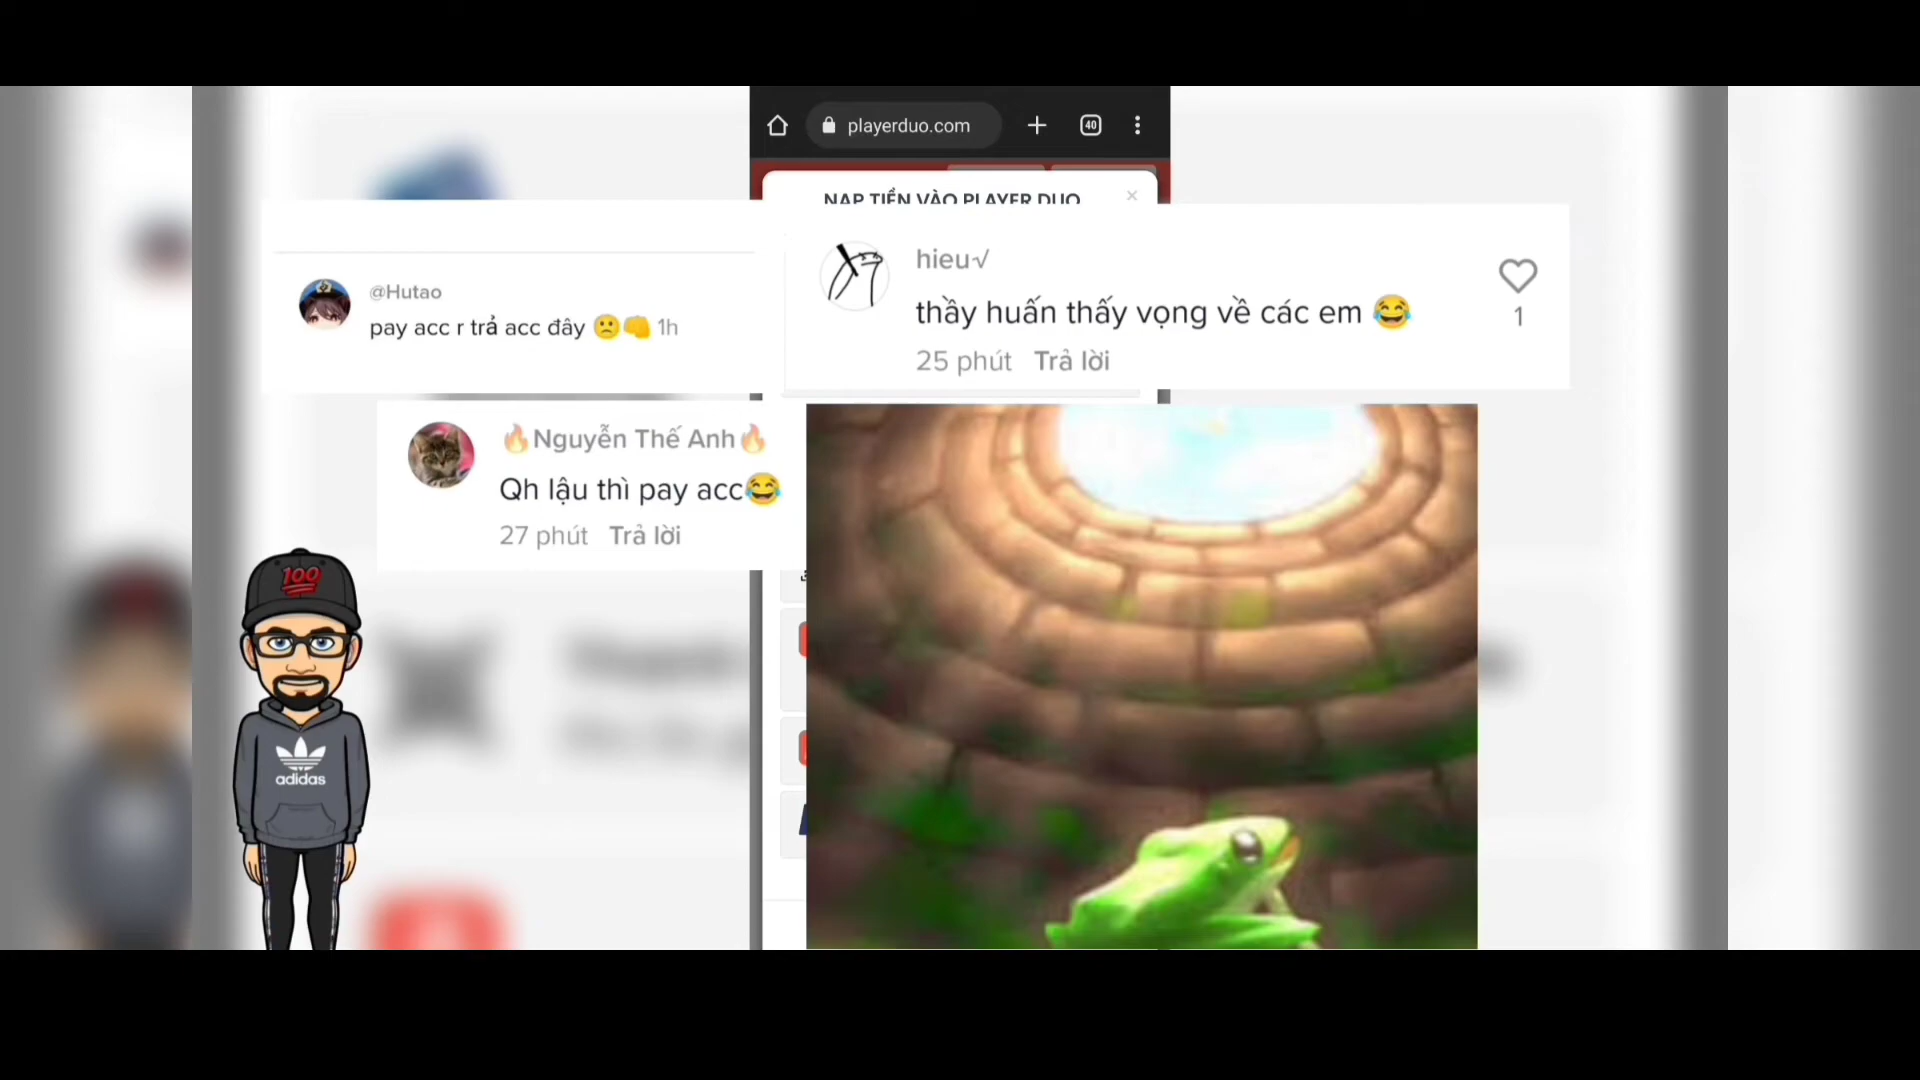 playerduo.com
40
NẠP TIỀN VÀO PLAYER DUO
@Hutao
pay acc r trả acc đây 🙁👊 1h
hieu√
thầy huấn thấy vọng về các em 😂
1
25 phút Trả lời
🔥Nguyễn Thế Anh🔥
Qh lậu thì pay acc😂
27 phút Trả lời
100
adidas